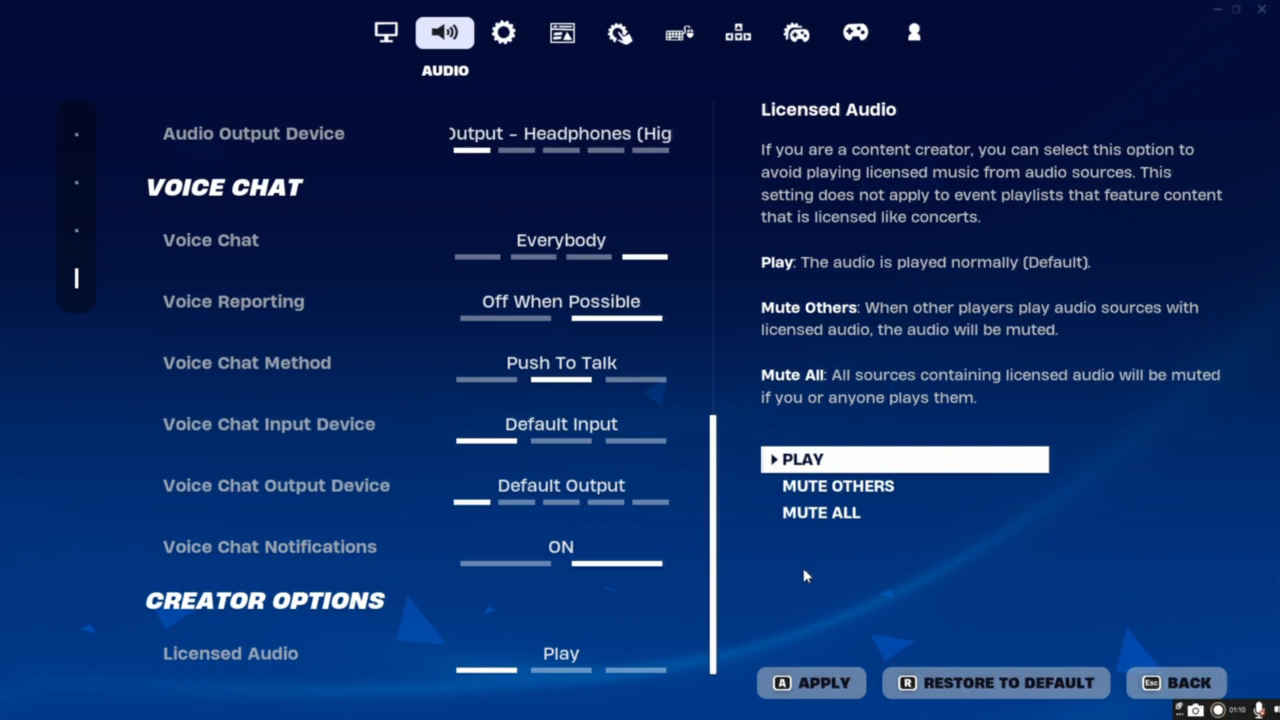 AUDIO
Audio Output Device
Output - Headphones (Hig
VOICE CHAT
Voice Chat
Everybody
Voice Reporting
Off When Possible
Voice Chat Method
Push To Talk
Voice Chat Input Device
Default Input
Voice Chat Output Device
Default Output
Voice Chat Notifications
ON
CREATOR OPTIONS
Licensed Audio
Play
Licensed Audio
If you are a content creator, you can select this option to
avoid playing licensed music from audio sources. This
setting does not apply to event playlists that feature content
that is licensed like concerts.
Play: The audio is played normally (Default).
Mute Others: When other players play audio sources with
licensed audio, the audio will be muted.
Mute All: All sources containing licensed audio will be muted
if you or anyone plays them.
PLAY
MUTE OTHERS
MUTE ALL
A APPLY
R RESTORE TO DEFAULT
Esc BACK
01:10